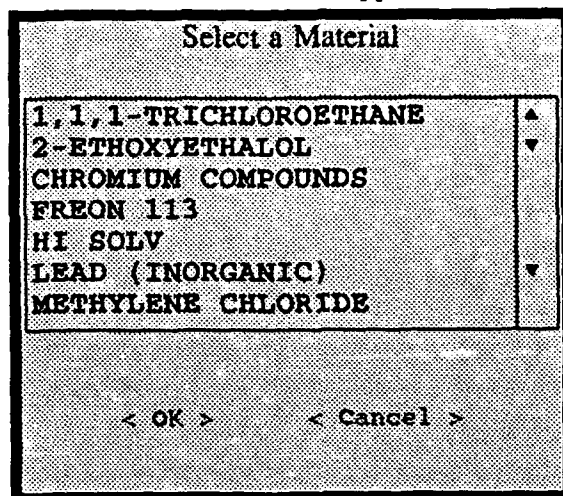 Select a Material
1,1,1-TRICHLOROETHANE
2-ETHOXYETHALOL
CHROMIUM COMPOUNDS
FREON 113
HI SOLV
LEAD (INORGANIC)
METHYLENE CHLORIDE
< OK > < Cancel >